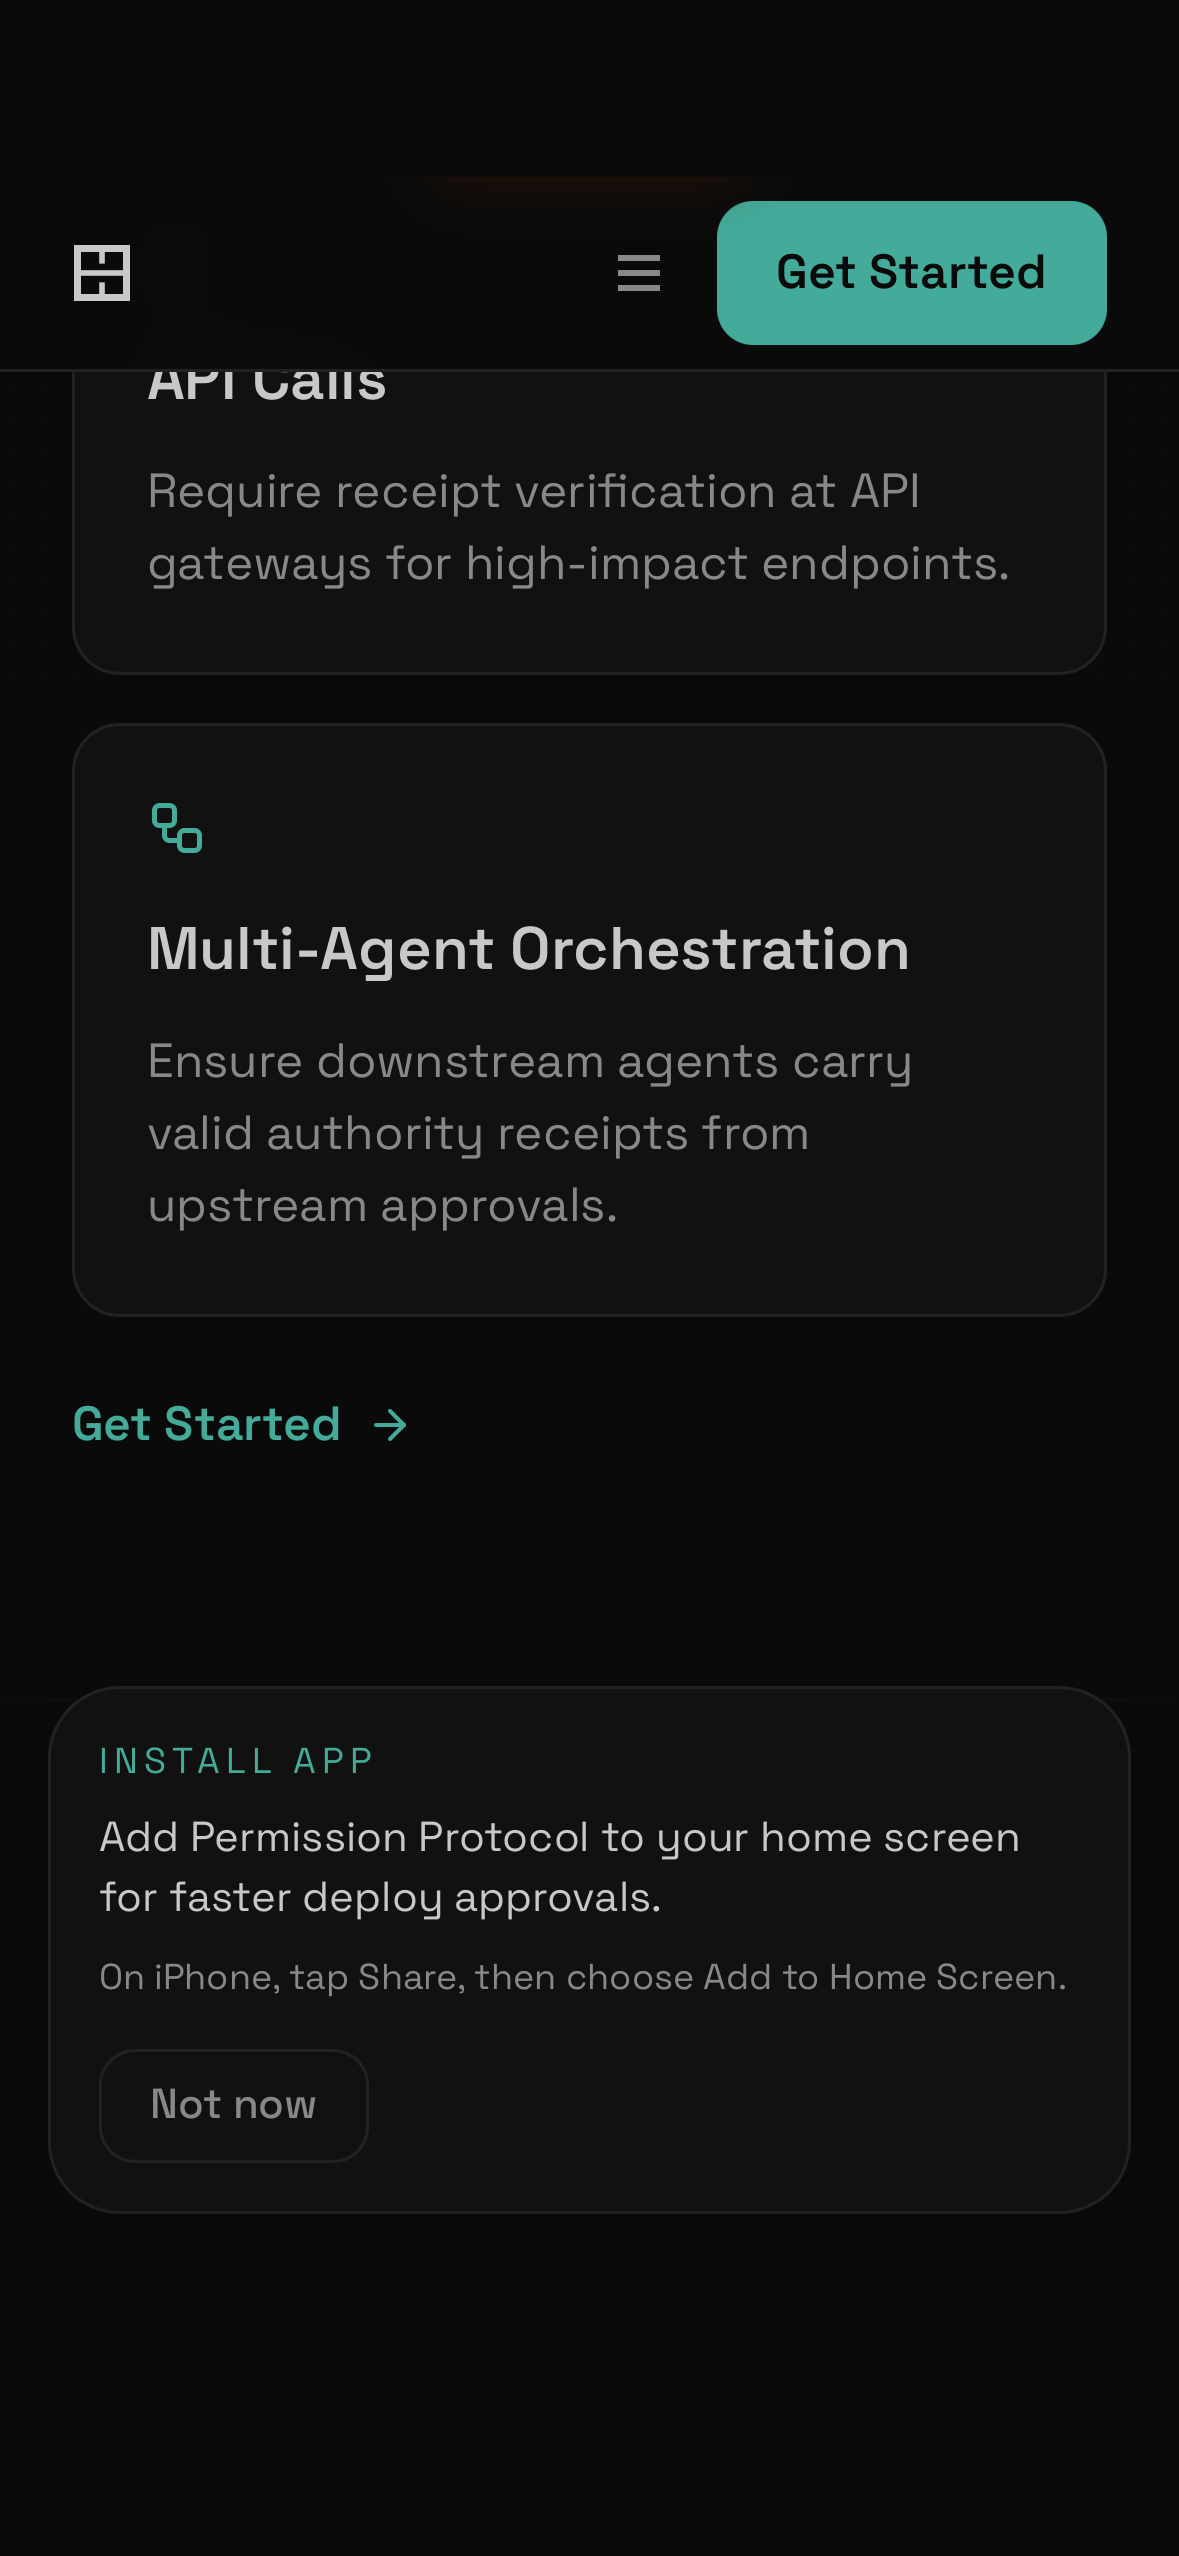 Get Started
API Calls
Require receipt verification at API
gateways for high-impact endpoints.
Multi-Agent Orchestration
Ensure downstream agents carry
valid authority receipts from
upstream approvals.
Get Started →
INSTALL APP
Add Permission Protocol to your home screen
for faster deploy approvals.
On iPhone, tap Share, then choose Add to Home Screen.
Not now